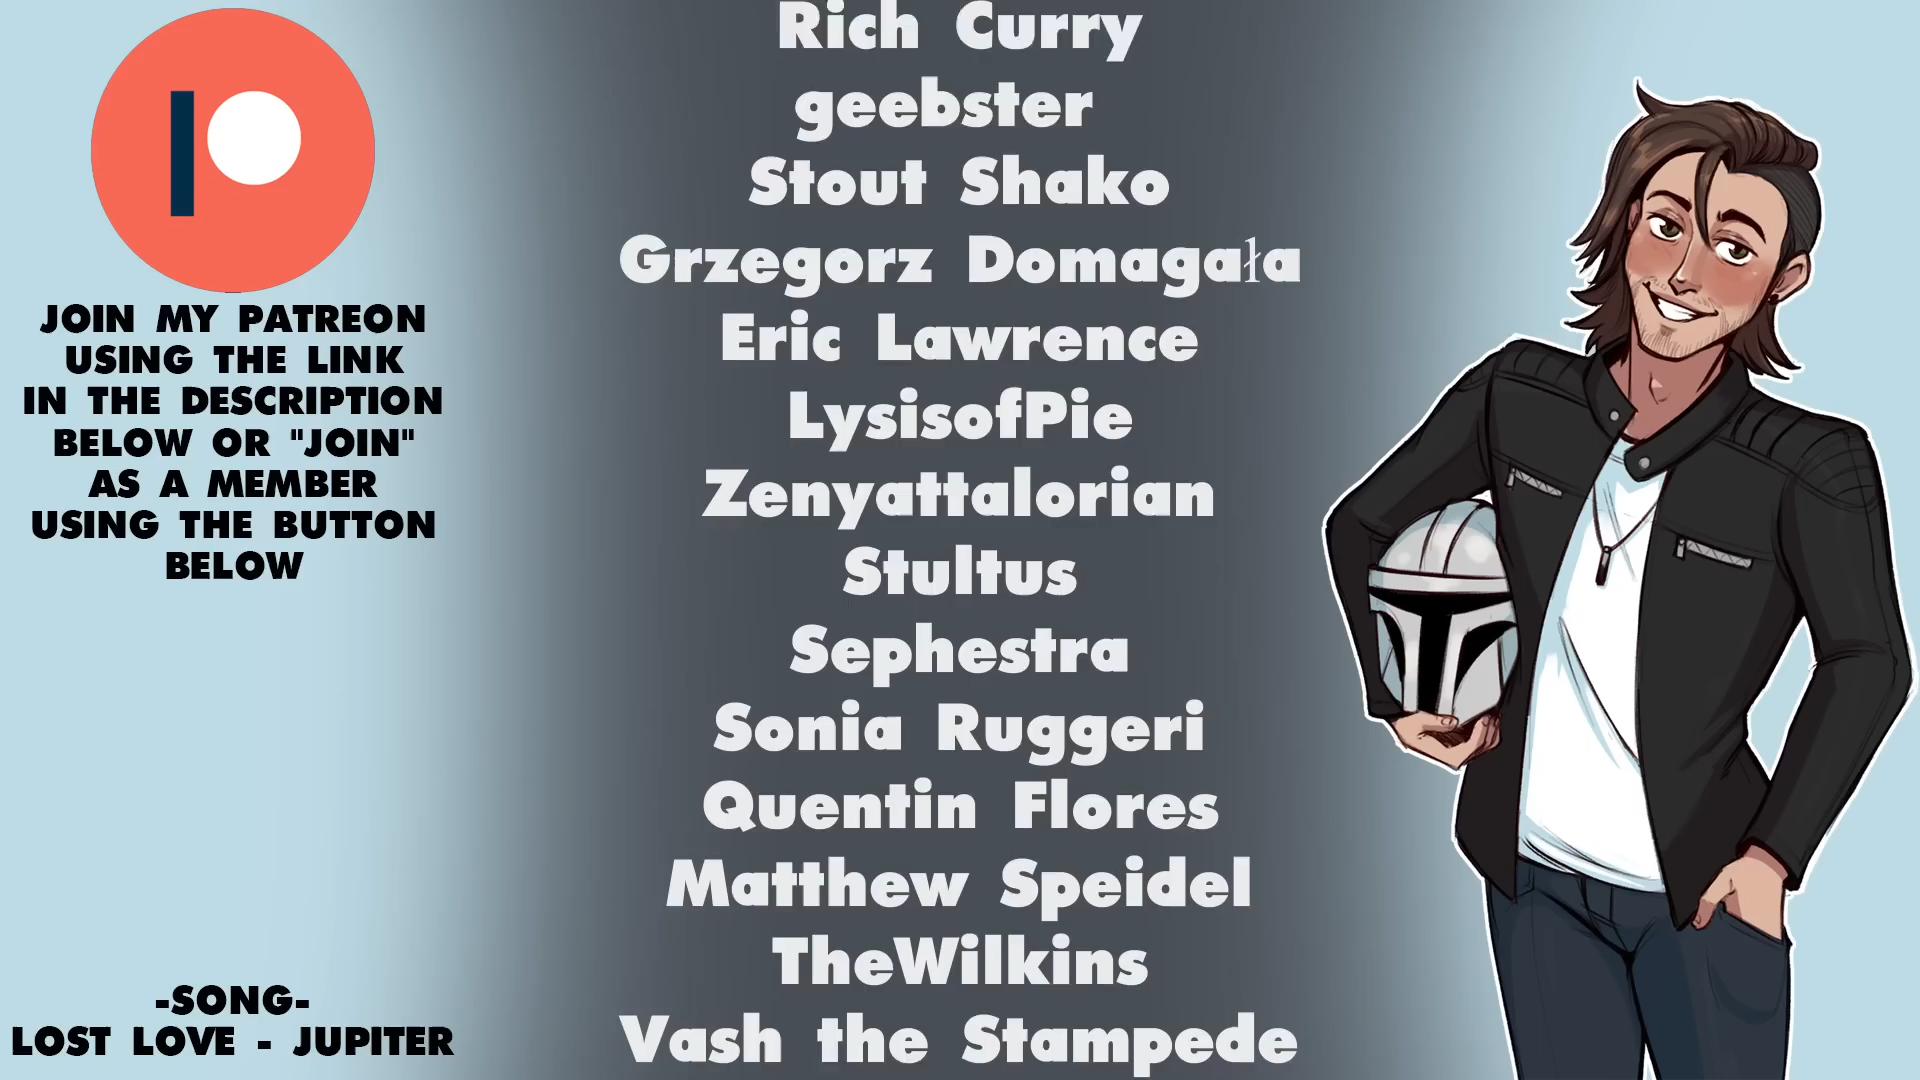 JOIN MY PATREON
USING THE LINK
IN THE DESCRIPTION
BELOW OR "JOIN"
AS A MEMBER
USING THE BUTTON
BELOW
-SONG-
LOST LOVE - JUPITER
Rich Curry
geebster
Stout Shako
Grzegorz Domagała
Eric Lawrence
LysisofPie
Zenyattalorian
Stultus
Sephestra
Sonia Ruggeri
Quentin Flores
Matthew Speidel
TheWilkins
Vash the Stampede